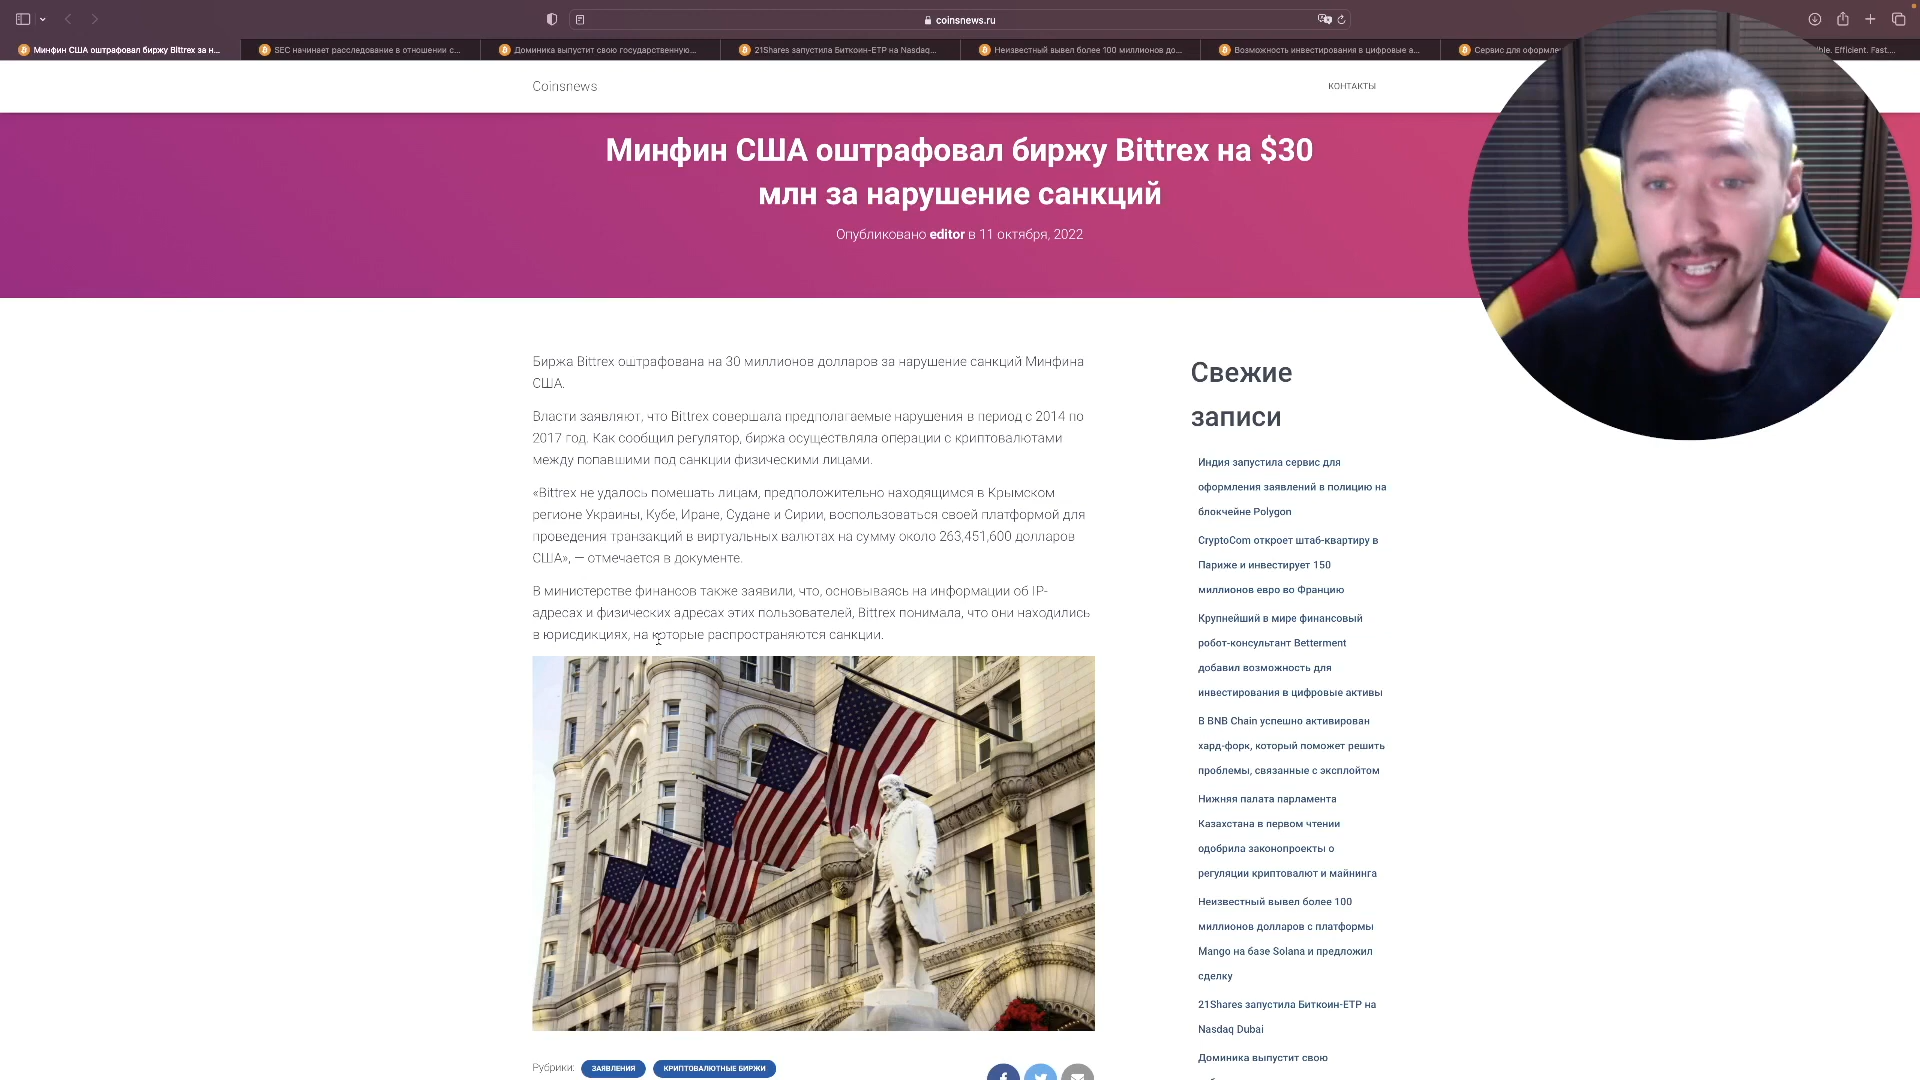 coinsnews.ru
Минфин США оштрафовал биржу Bittrex за н...
SEC начинает расследование в отношении с...
Доминика выпустит свою государственную...
21Shares запустила Биткоин-ETP на Nasdaq...
Неизвестный вывел более 100 миллионов до...
Возможность инвестирования в цифровые а...
Сервис для оформле
Efficient. Fast....
Coinsnews
КОНТАКТЫ
Минфин США оштрафовал биржу Bittrex на $30
млн за нарушение санкций
Опубликовано editor в 11 октября, 2022
Биржа Bittrex оштрафована на 30 миллионов долларов за нарушение санкций Минфина
США.
Власти заявляют, что Bittrex совершала предполагаемые нарушения в период с 2014 по
2017 год. Как сообщил регулятор, биржа осуществляла операции с криптовалютами
между попавшими под санкции физическими лицами.
«Bittrex не удалось помешать лицам, предположительно находящимся в Крымском
регионе Украины, Кубе, Иране, Судане и Сирии, воспользоваться своей платформой для
проведения транзакций в виртуальных валютах на сумму около 263,451,600 долларов
США», — отмечается в документе.
В министерстве финансов также заявили, что, основываясь на информации об IP-
адресах и физических адресах этих пользователей, Bittrex понимала, что они находились
в юрисдикциях, на которые распространяются санкции.
Рубрики: ЗАЯВЛЕНИЯ КРИПТОВАЛЮТНЫЕ БИРЖИ
Свежие
записи
Индия запустила сервис для
оформления заявлений в полицию на
блокчейне Polygon
CryptoCom откроет штаб-квартиру в
Париже и инвестирует 150
миллионов евро во Францию
Крупнейший в мире финансовый
робот-консультант Betterment
добавил возможность для
инвестирования в цифровые активы
В BNB Chain успешно активирован
хард-форк, который поможет решить
проблемы, связанные с эксплойтом
Нижняя палата парламента
Казахстана в первом чтении
одобрила законопроекты о
регуляции криптовалют и майнинга
Неизвестный вывел более 100
миллионов долларов с платформы
Mango на базе Solana и предложил
сделку
21Shares запустила Биткоин-ETP на
Nasdaq Dubai
Доминика выпустит свою